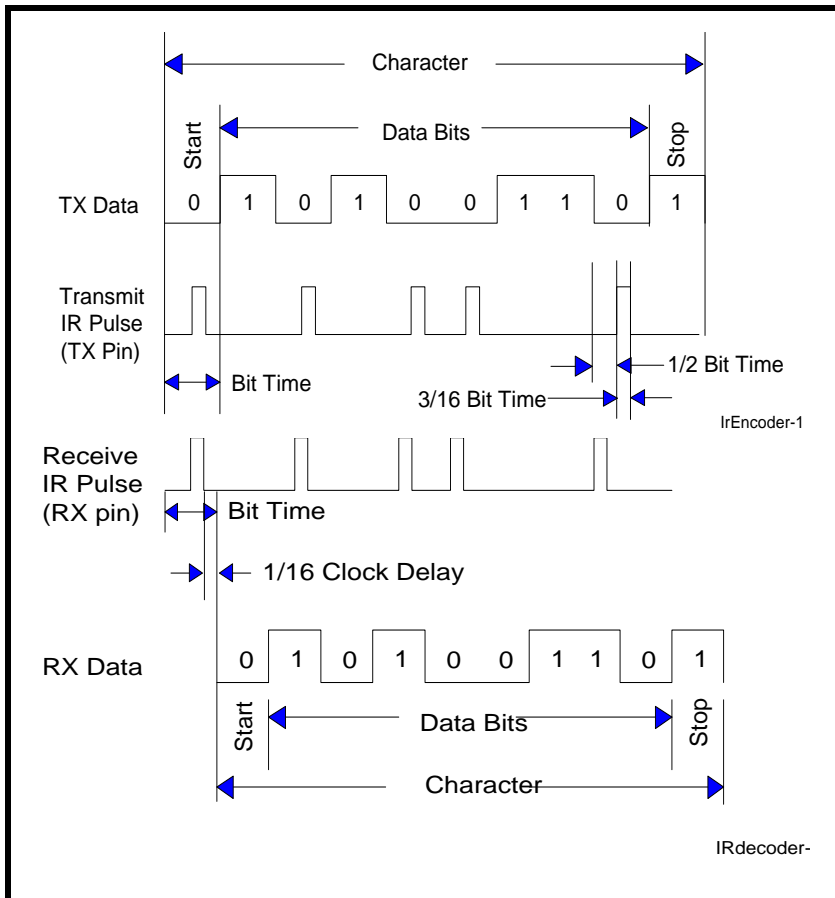 Character
Start
Data Bits
Stop
TX Data
0 1 0 1 0 0 1 1 0 1
Transmit
IR Pulse
(TX Pin)
Bit Time
1/2 Bit Time
3/16 Bit Time
IrEncoder-1
Receive
IR Pulse
(RX pin)
Bit Time
1/16 Clock Delay
RX Data
0 1 0 1 0 0 1 1 0 1
Start
Data Bits
Stop
Character
IRdecoder-